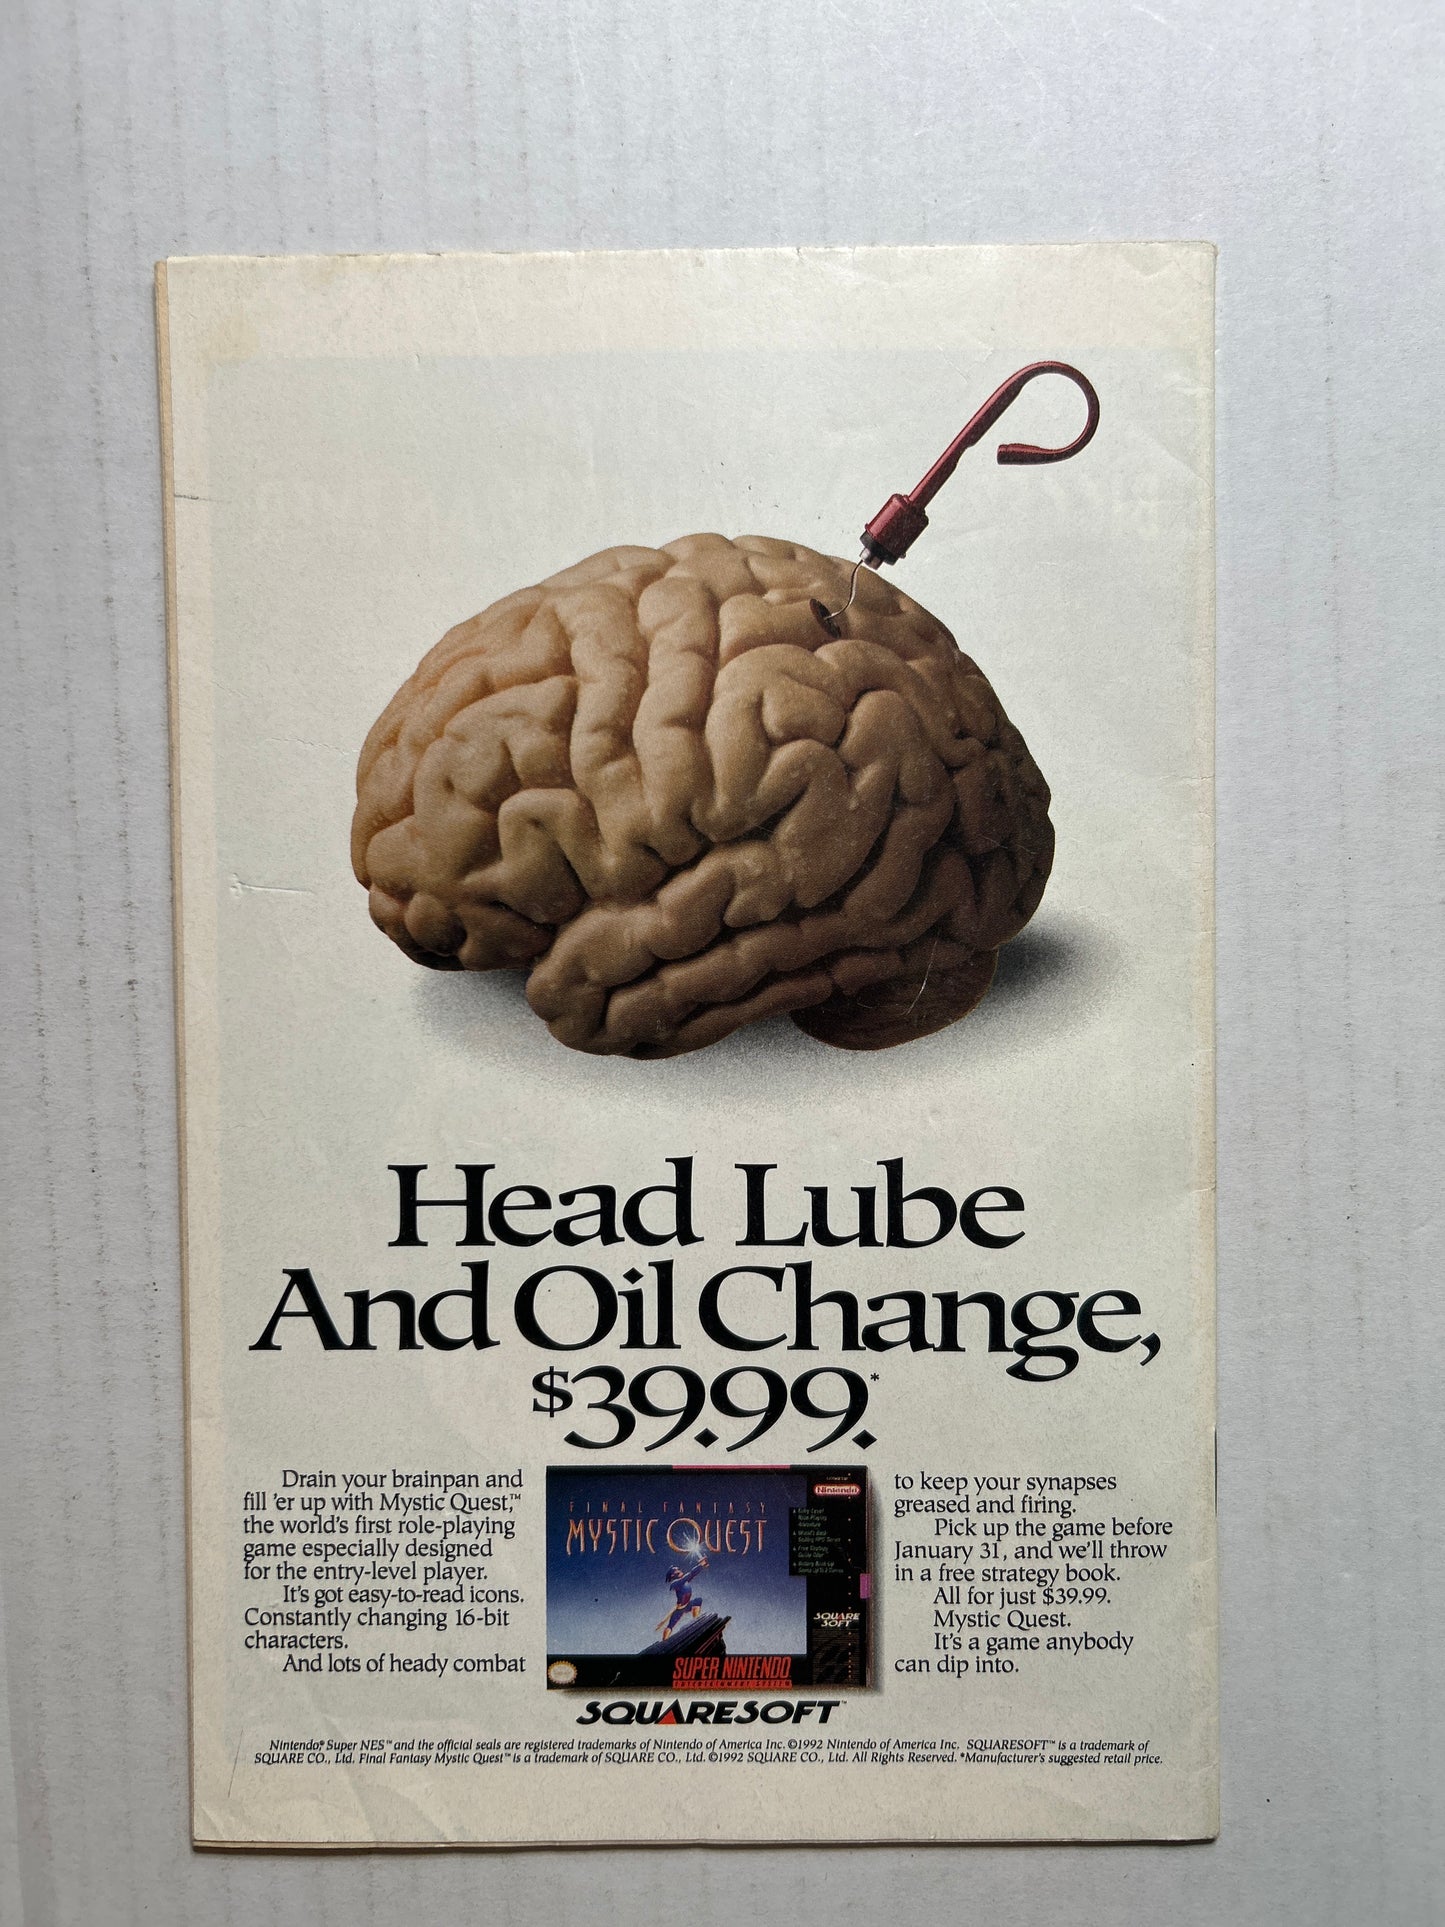 Head Lube
And Oil Change,
$39.99.*
Drain your brainpan and
fill 'er up with Mystic Quest,™
the world's first role-playing
game especially designed
for the entry-level player.
It's got easy-to-read icons.
Constantly changing 16-bit
characters.
And lots of heady combat
FINAL FANTASY
MYSTIC QUEST
Nintendo
SQUARE
SOFT
SUPER NINTENDO
ENTERTAINMENT SYSTEM
to keep your synapses
greased and firing.
Pick up the game before
January 31, and we'll throw
in a free strategy book.
All for just $39.99.
Mystic Quest.
It's a game anybody
can dip into.
SQUARESOFT™
Nintendo,® Super NES™ and the official seals are registered trademarks of Nintendo of America Inc. ©1992 Nintendo of America Inc. SQUARESOFT™ is a trademark of
SQUARE CO., Ltd. Final Fantasy Mystic Quest™ is a trademark of SQUARE CO., Ltd. ©1992 SQUARE CO., Ltd. All Rights Reserved. *Manufacturer's suggested retail price.